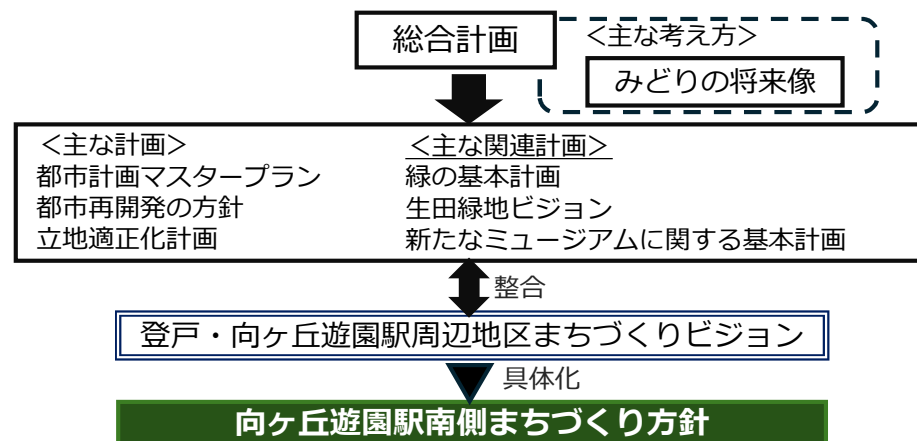 総合計画
＜主な考え方＞
みどりの将来像
＜主な計画＞
都市計画マスタープラン
都市再開発の方針
立地適正化計画
＜主な関連計画＞
緑の基本計画
生田緑地ビジョン
新たなミュージアムに関する基本計画
整合
登戸・向ヶ丘遊園駅周辺地区まちづくりビジョン
具体化
向ヶ丘遊園駅南側まちづくり方針